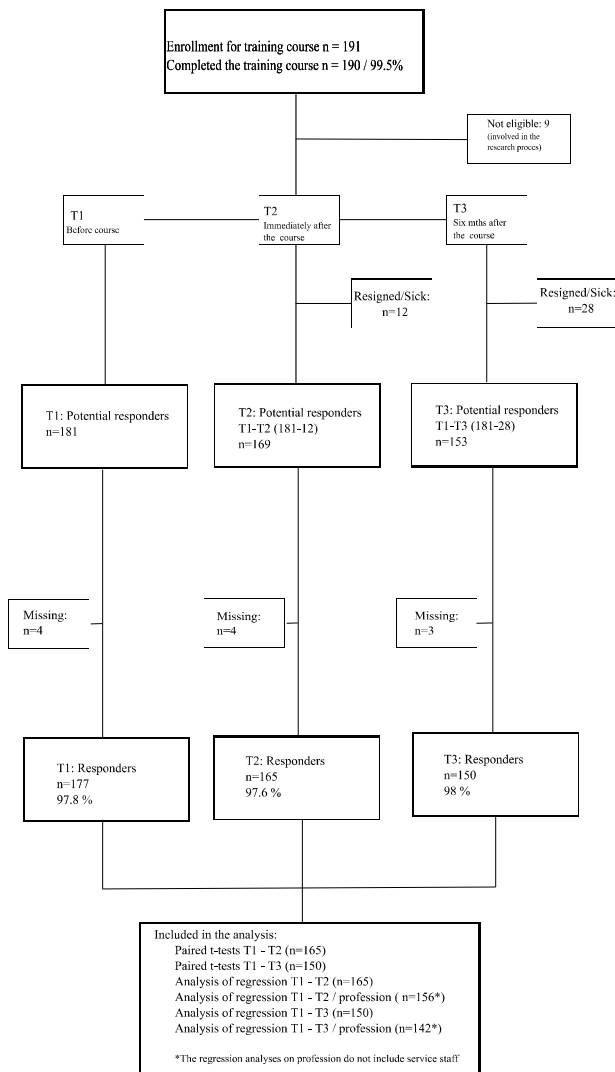 Enrollment for training course n = 191
Completed the training course n = 190 / 99.5%
Not eligible: 9
(involved in the
research proces)
T1
Before course
T2
Immediately after
the course
T3
Six mths after
the course
Resigned/Sick:
n=12
Resigned/Sick:
n=28
T1: Potential responders
n=181
T2: Potential responders
T1-T2 (181-12)
n=169
T3: Potential responders
T1-T3 (181-28)
n=153
Missing:
n=4
Missing:
n=4
Missing:
n=3
T1: Responders
n=177
97.8 %
T2: Responders
n=165
97.6 %
T3: Responders
n=150
98 %
Included in the analysis:
Paired t-tests T1 - T2 (n=165)
Paired t-tests T1 - T3 (n=150)
Analysis of regression T1 - T2 (n=165)
Analysis of regression T1 - T2 / profession ( n=156*)
Analysis of regression T1 - T3 (n=150)
Analysis of regression T1 - T3 / profession (n=142*)
*The regression analyses on profession do not include service staff